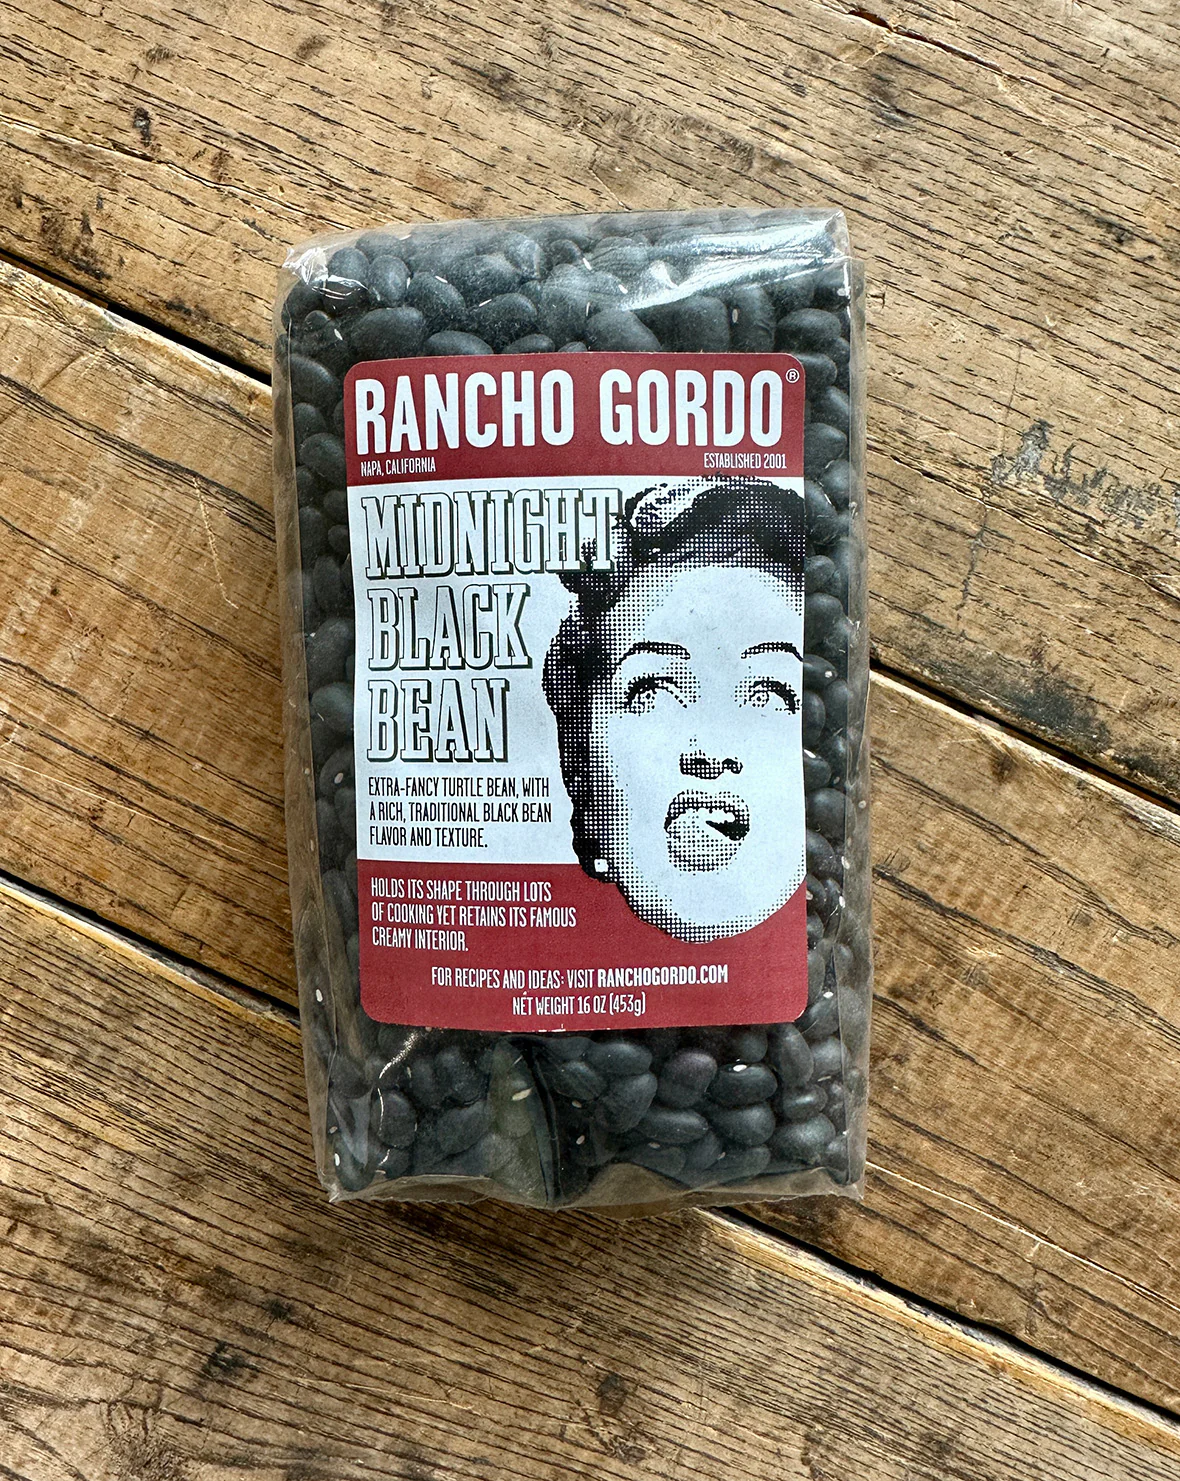 RANCHO GORDO®
NAPA, CALIFORNIA ESTABLISHED 2001
MIDNIGHT
BLACK
BEAN
EXTRA-FANCY TURTLE BEAN, WITH
A RICH, TRADITIONAL BLACK BEAN
FLAVOR AND TEXTURE.
HOLDS ITS SHAPE THROUGH LOTS
OF COOKING YET RETAINS ITS FAMOUS
CREAMY INTERIOR.
FOR RECIPES AND IDEAS: VISIT RANCHOGORDO.COM
NET WEIGHT 16 OZ (453g)